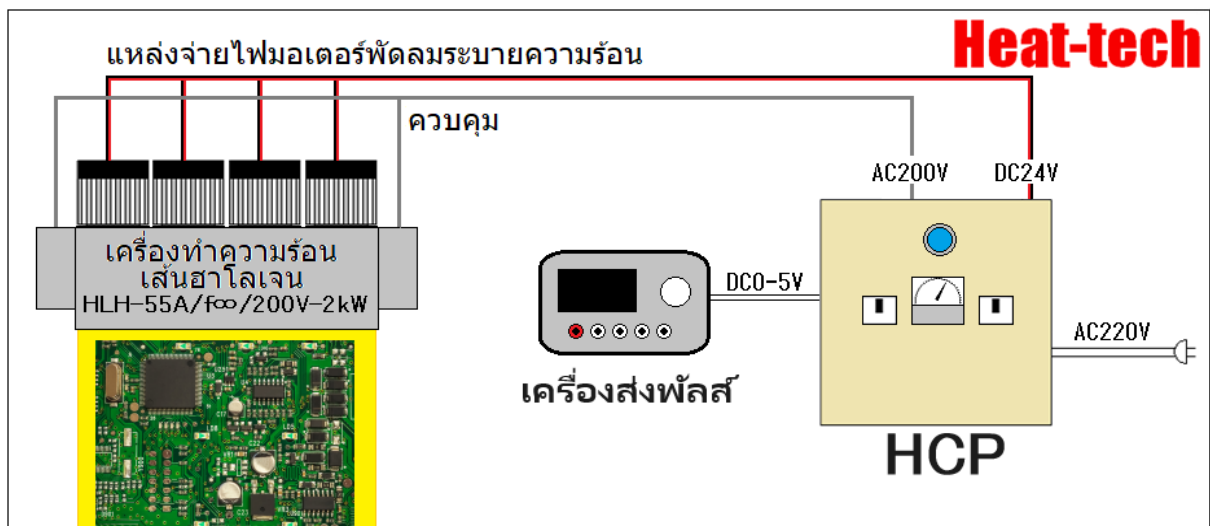 Heat-tech
แหล่งจ่ายไฟมอเตอร์พัดลมระบายความร้อน
ควบคุม
AC200V DC24V
เครื่องทำความร้อน
เส้นฮาโลเจน
HLH-55A/f∞/200V-2kW
DC0-5V
AC220V
เครื่องส่งพัลส์
HCP